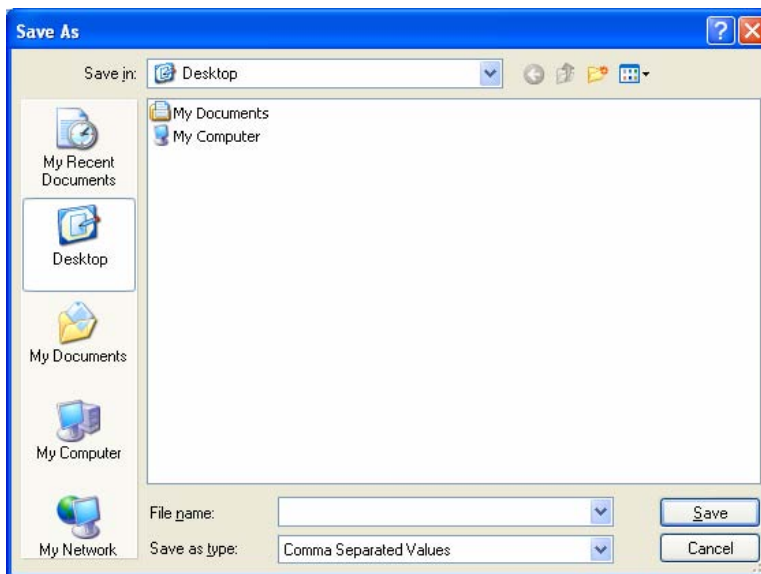 Save As
Save in:
Desktop
My Recent
Documents
Desktop
My Documents
My Computer
My Network
My Documents
My Computer
File name:
Save
Save as type:
Comma Separated Values
Cancel